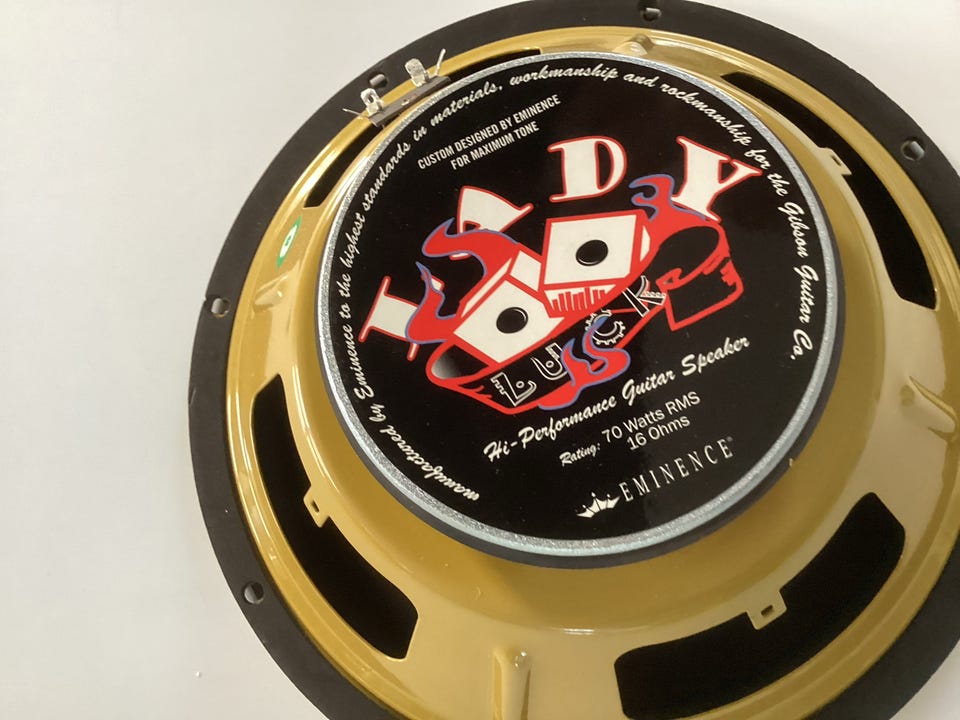 manufactured by Eminence to the highest standards in materials, workmanship and rockmanship for the Gibson Guitar Co.
CUSTOM DESIGNED BY EMINENCE
FOR MAXIMUM TONE
LADY
LUCK
Hi-Performance Guitar Speaker
Rating: 70 Watts RMS
16 Ohms
EMINENCE®